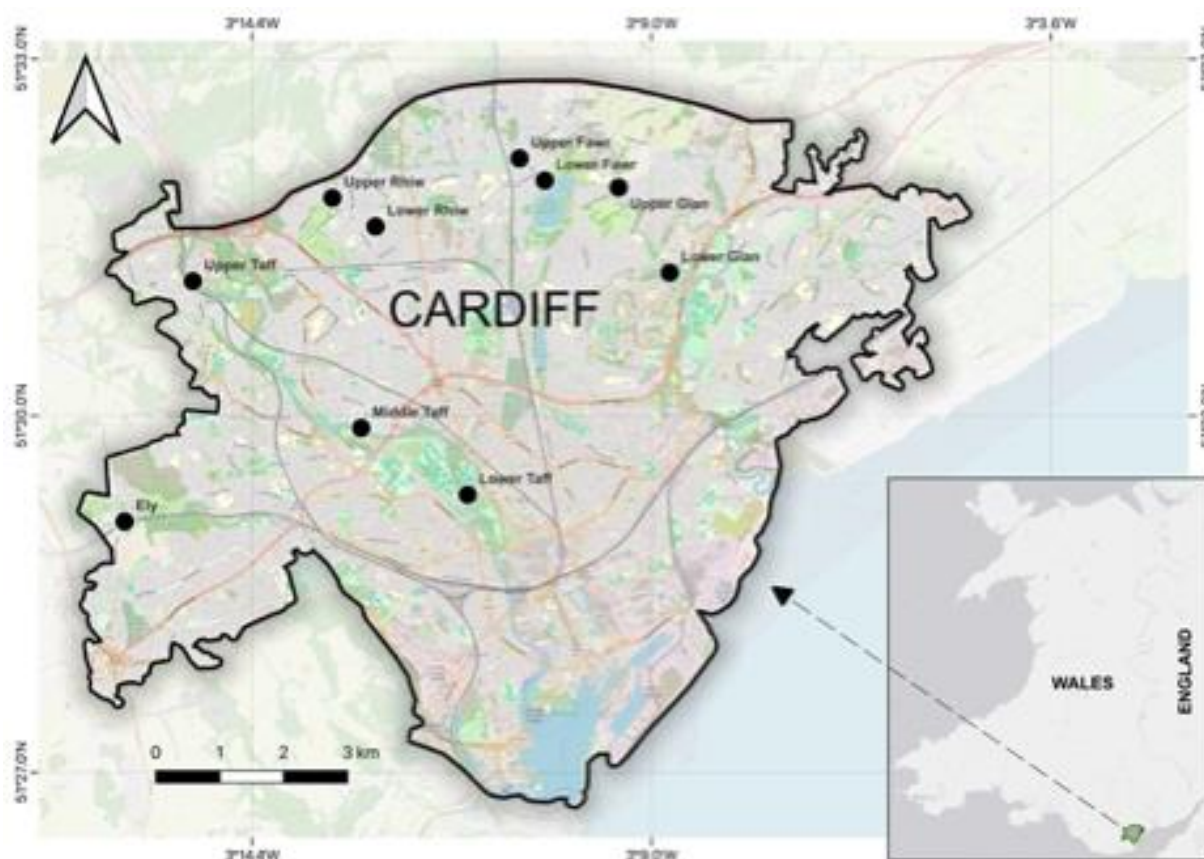 3°14.4'W 3°9.0'W 3°3.6'W
51°33.0'N
Upper Fawr
Lower Fawr
Upper Rhiw
Upper Glan
Lower Rhiw
Upper Taff
Lower Glan
CARDIFF
51°30.0'N
Middle Taff
Lower Taff
Ely
WALES
ENGLAND
0 1 2 3 km
51°27.0'N
3°14.4'W 3°9.0'W